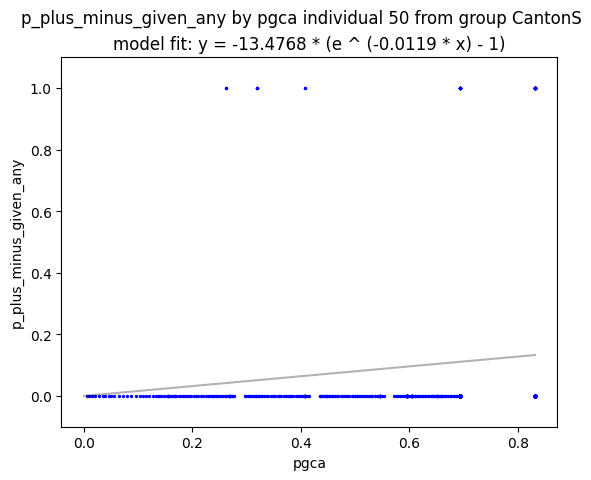 p_plus_minus_given_any by pgca individual 50 from group CantonS
model fit: y = -13.4768 * (e ^ (-0.0119 * x) - 1)
1.0
0.8
0.6
0.4
0.2
0.0
p_plus_minus_given_any
0.0 0.2 0.4 0.6 0.8
pgca